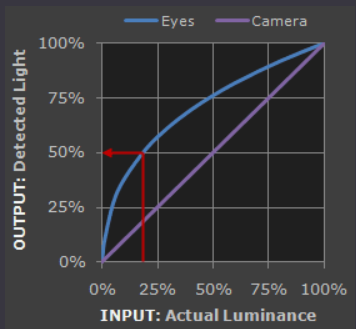 Eyes Camera
100%
75%
50%
25%
0%
0% 25% 50% 75% 100%
OUTPUT: Detected Light
INPUT: Actual Luminance